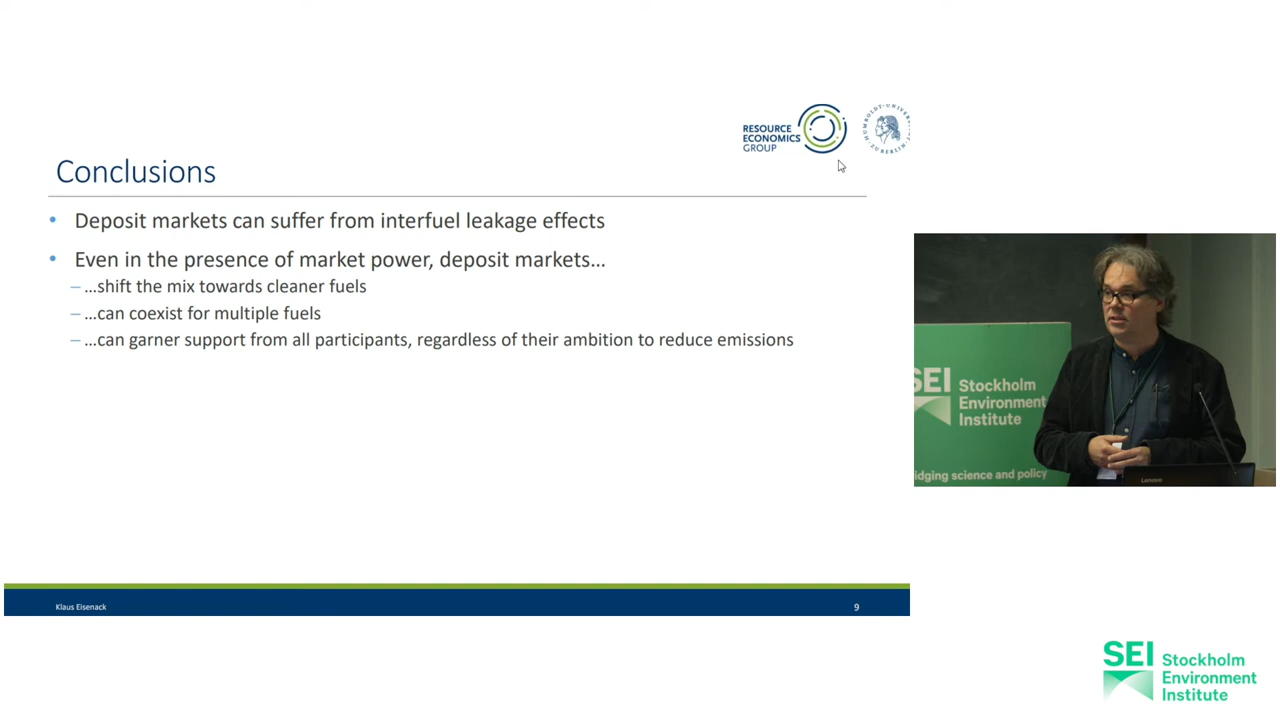 RESOURCE
ECONOMICS
GROUP
Conclusions
• Deposit markets can suffer from interfuel leakage effects
• Even in the presence of market power, deposit markets…
– …shift the mix towards cleaner fuels
– …can coexist for multiple fuels
– …can garner support from all participants, regardless of their ambition to reduce emissions
SEI Stockholm
Environment
Institute
idging science and policy
Lenovo
Klaus Eisenack
9
SEI Stockholm
Environment
Institute